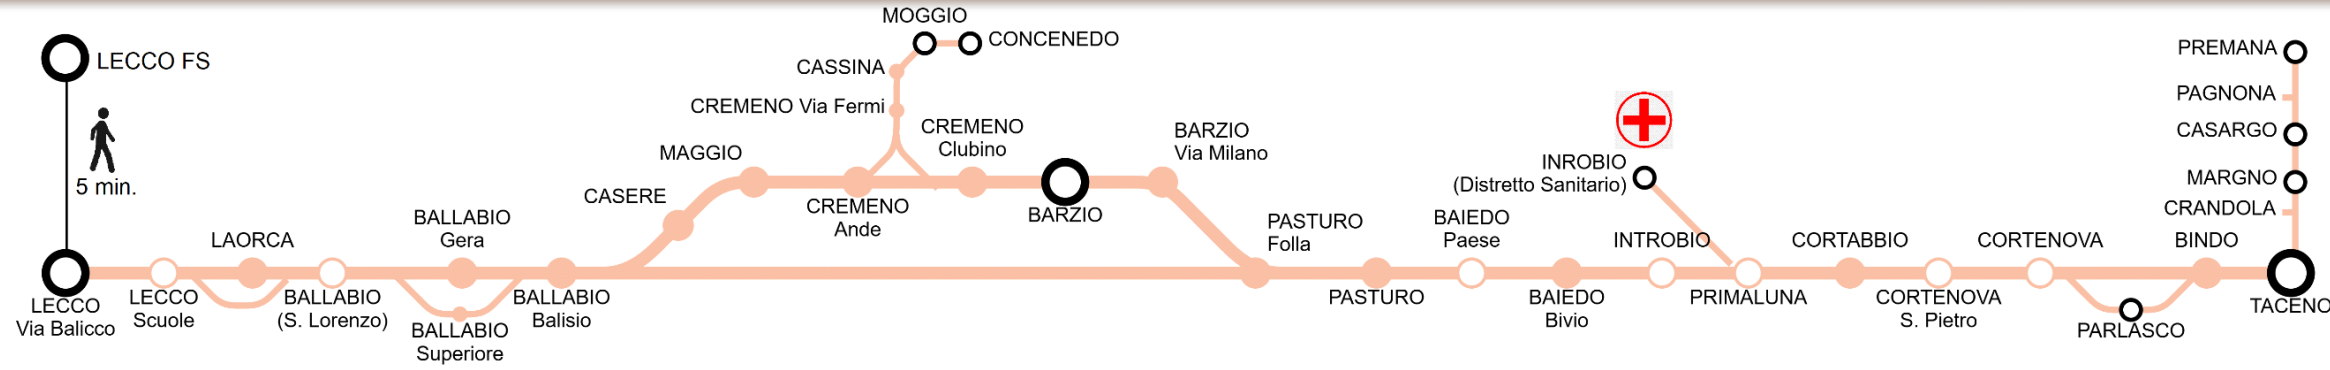 MOGGIO
CONCENEDO
LECCO FS
CASSINA
CREMENO Via Fermi
CREMENO
Clubino
MAGGIO
5 min.
CASERE
CREMENO
Ande
BARZIO
BARZIO
Via Milano
INROBIO
(Distretto Sanitario)
PREMANA
PAGNONA
CASARGO
MARGNO
CRANDOLA
LAORCA
BALLABIO
Gera
PASTURO
Folla
BAIEDO
Paese
INTROBIO
CORTABBIO
CORTENOVA
BINDO
LECCO
Via Balicco
LECCO
Scuole
BALLABIO
(S. Lorenzo)
BALLABIO
Superiore
BALLABIO
Balisio
PASTURO
BAIEDO
Bivio
PRIMALUNA
CORTENOVA
S. Pietro
PARLASCO
TACENO